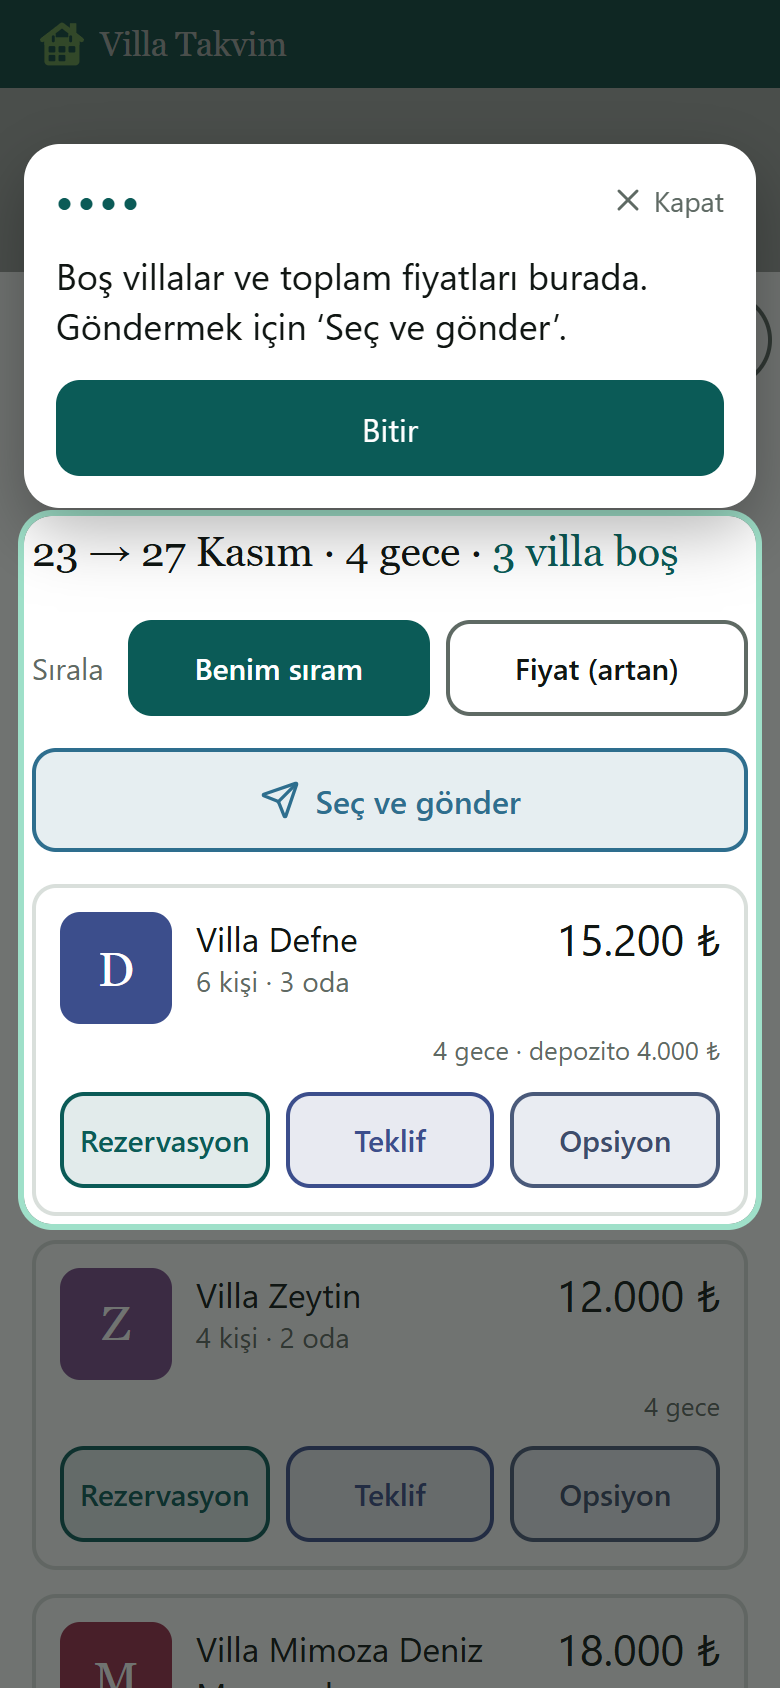 Villa Takvim
Kapat
Boş villalar ve toplam fiyatları burada.
Göndermek için ‘Seç ve gönder’.
Bitir
23 → 27 Kasım · 4 gece · 3 villa boş
Sırala
Benim sıram
Fiyat (artan)
Seç ve gönder
D
Villa Defne
15.200 ₺
6 kişi · 3 oda
4 gece · depozito 4.000 ₺
Rezervasyon
Teklif
Opsiyon
Z
Villa Zeytin
12.000 ₺
4 kişi · 2 oda
4 gece
Rezervasyon
Teklif
Opsiyon
M
Villa Mimoza Deniz
18.000 ₺